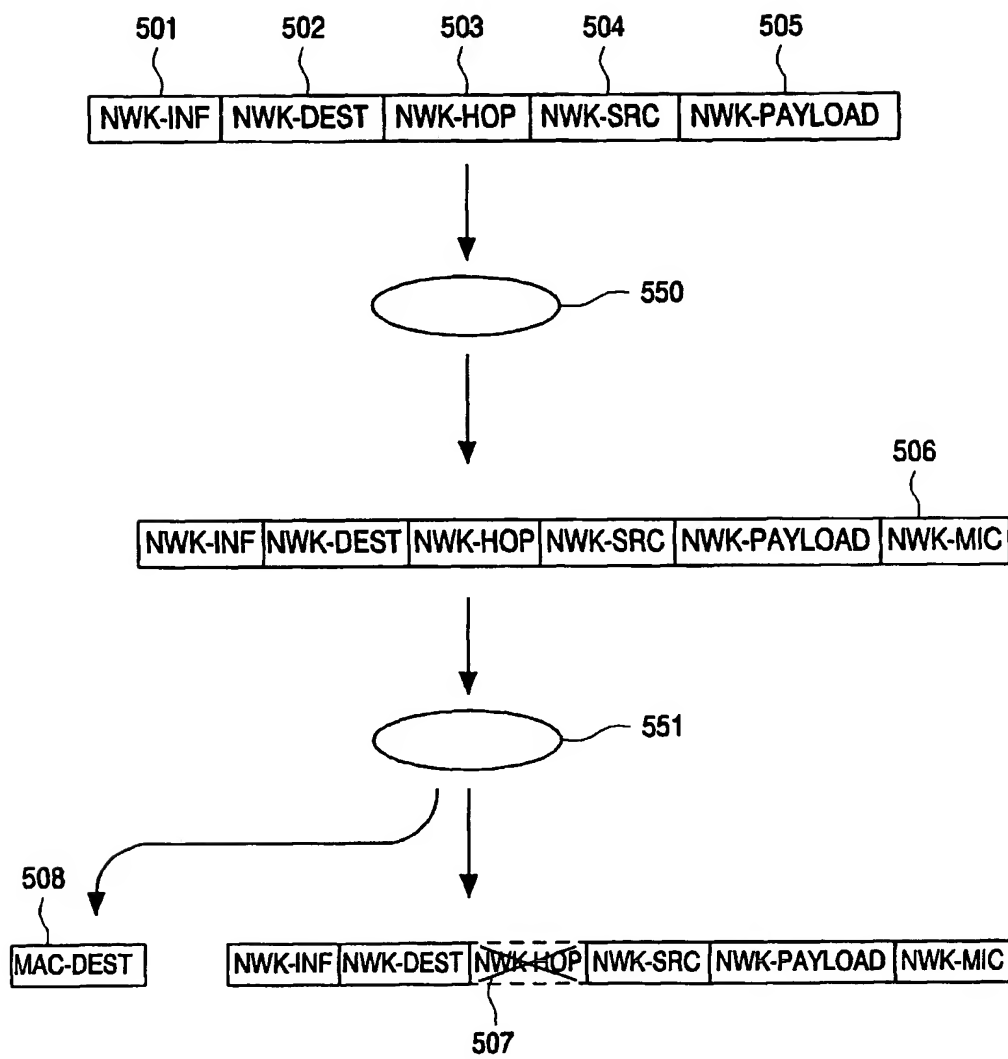 501 502 503 504 505
NWK-INF NWK-DEST NWK-HOP NWK-SRC NWK-PAYLOAD
550
506
NWK-INF NWK-DEST NWK-HOP NWK-SRC NWK-PAYLOAD NWK-MIC
551
508
MAC-DEST NWK-INF NWK-DEST NWK-HOP NWK-SRC NWK-PAYLOAD NWK-MIC
507